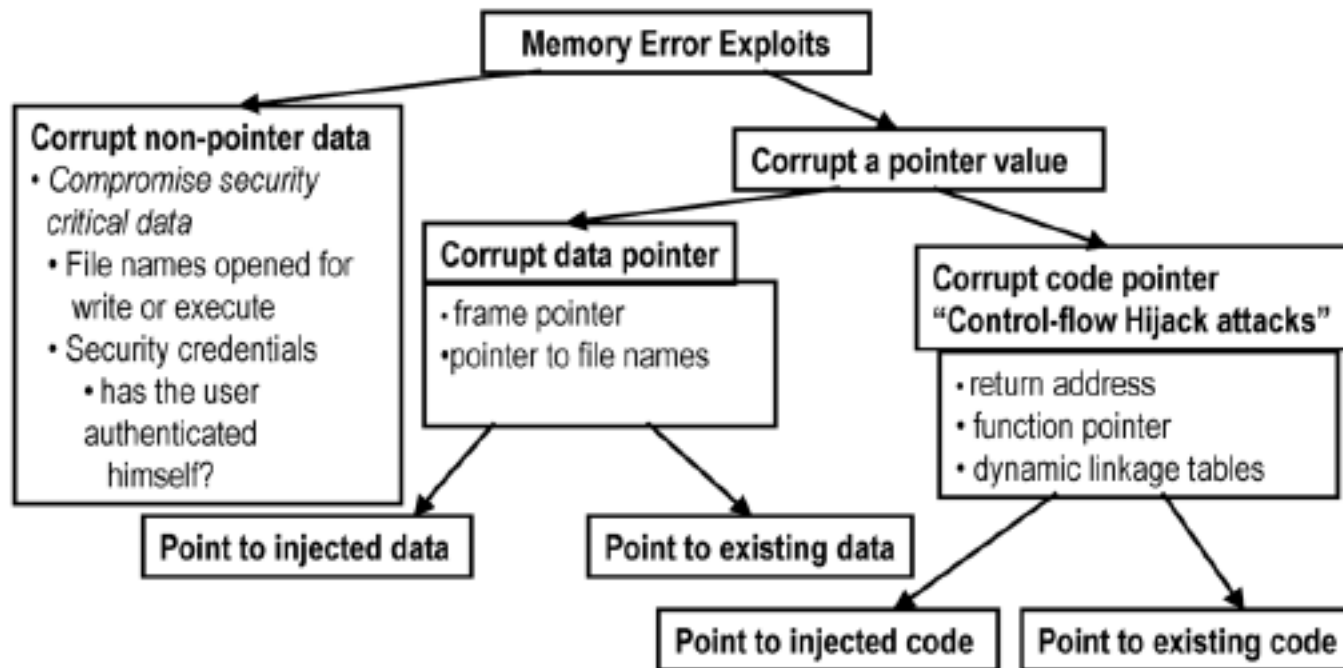 Memory Error Exploits
Corrupt non-pointer data
• Compromise security
critical data
• File names opened for
write or execute
• Security credentials
• has the user
authenticated
himself?
Corrupt a pointer value
Corrupt data pointer
• frame pointer
•pointer to file names
Corrupt code pointer
“Control-flow Hijack attacks”
• return address
• function pointer
• dynamic linkage tables
Point to injected data
Point to existing data
Point to injected code
Point to existing code